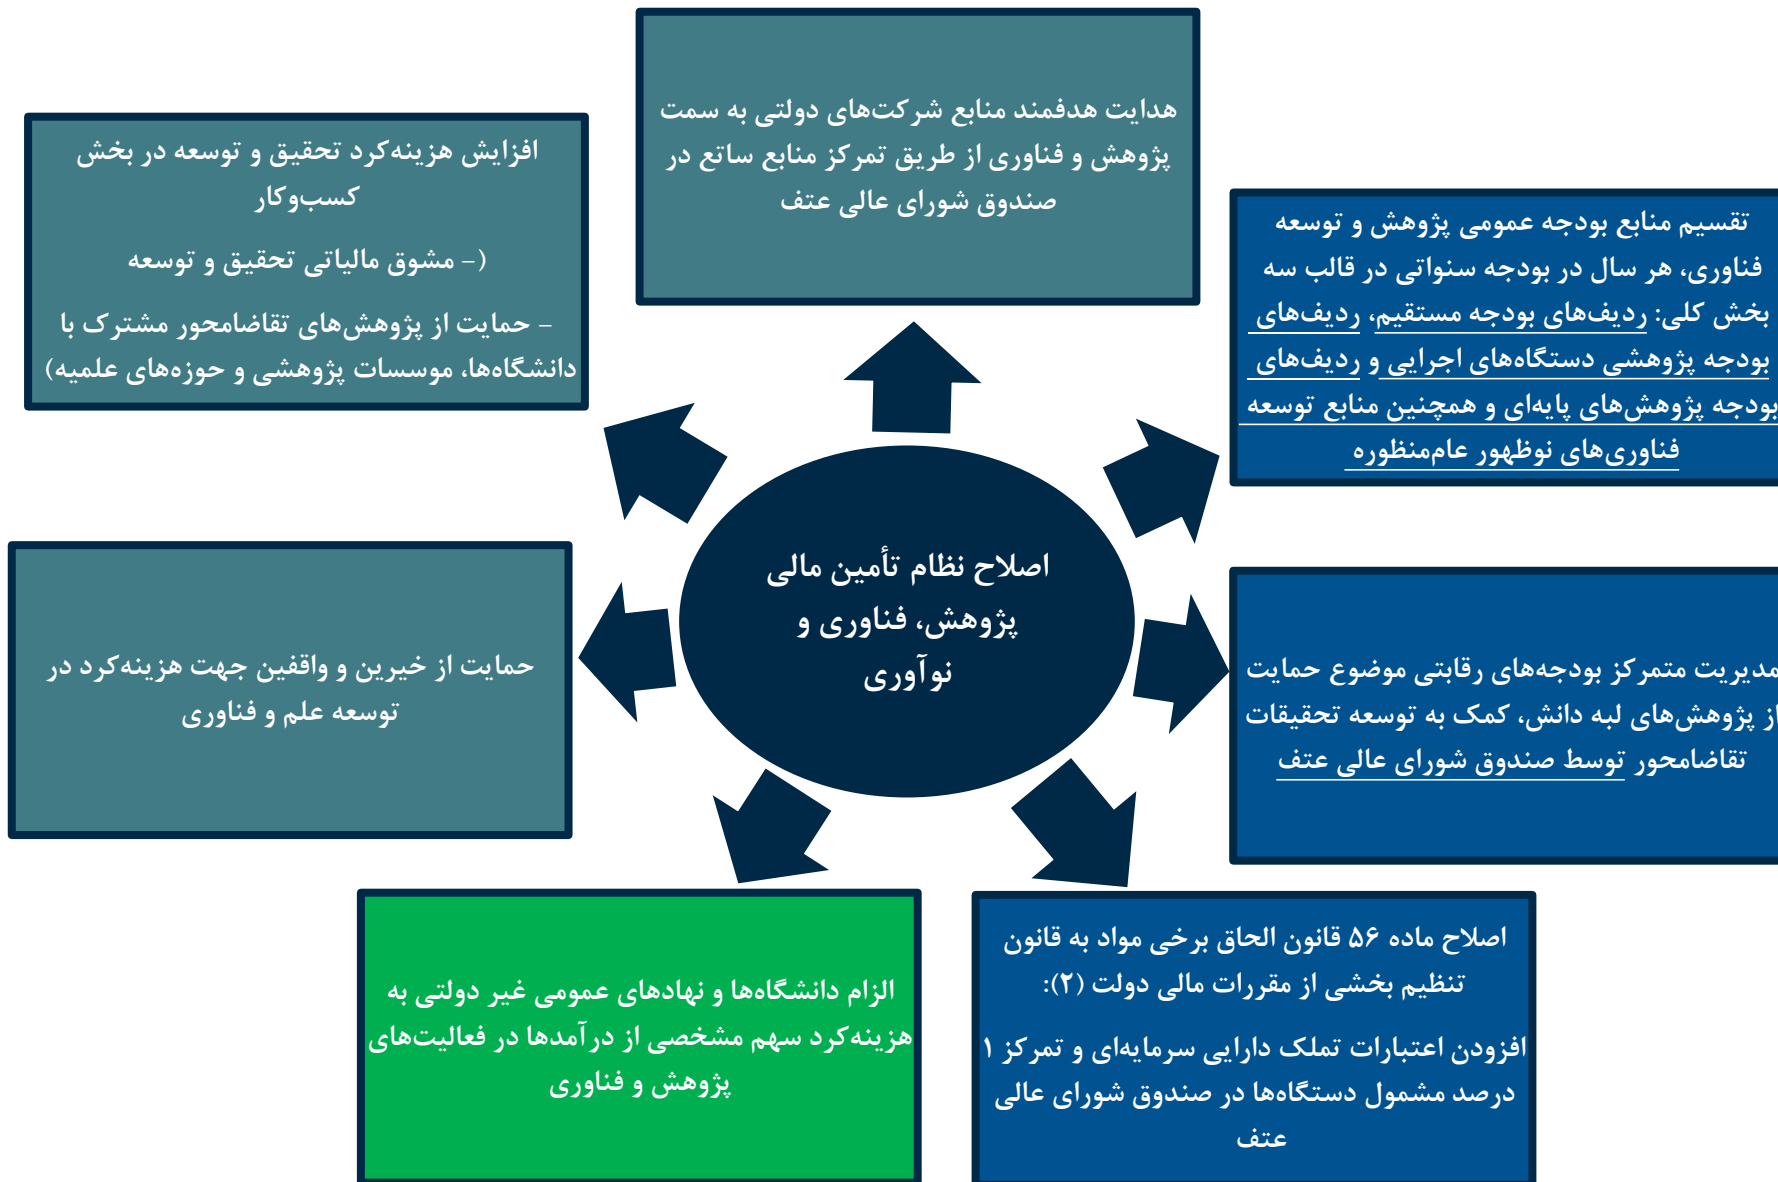 هدایت هدفمند منابع شرکت‌های دولتی به سمت
پژوهش و فناوری از طریق تمرکز منابع ساتع در
صندوق شورای عالی عتف
تقسیم منابع بودجه عمومی پژوهش و توسعه
فناوری، هر سال در بودجه سنواتی در قالب سه
بخش کلی: ردیف‌های بودجه مستقیم، ردیف‌های
بودجه پژوهشی دستگاه‌های اجرایی و ردیف‌های
بودجه پژوهش‌های پایه‌ای و همچنین منابع توسعه
فناوری‌های نوظهور عام‌منظوره
مدیریت متمرکز بودجه‌های رقابتی موضوع حمایت
از پژوهش‌های لبه دانش، کمک به توسعه تحقیقات
تقاضامحور توسط صندوق شورای عالی عتف
اصلاح ماده ۵۶ قانون الحاق برخی مواد به قانون
تنظیم بخشی از مقررات مالی دولت (۲):
افزودن اعتبارات تملک دارایی سرمایه‌ای و تمرکز ۱
درصد مشمول دستگاه‌ها در صندوق شورای عالی
عتف
الزام دانشگاه‌ها و نهادهای عمومی غیر دولتی به
هزینه‌کرد سهم مشخصی از درآمدها در فعالیت‌های
پژوهش و فناوری
حمایت از خیرین و واقفین جهت هزینه‌کرد در
توسعه علم و فناوری
افزایش هزینه‌کرد تحقیق و توسعه در بخش
کسب‌وکار
(- مشوق مالیاتی تحقیق و توسعه
- حمایت از پژوهش‌های تقاضامحور مشترک با
دانشگاه‌ها، موسسات پژوهشی و حوزه‌های علمیه)
اصلاح نظام تأمین مالی
پژوهش، فناوری و
نوآوری